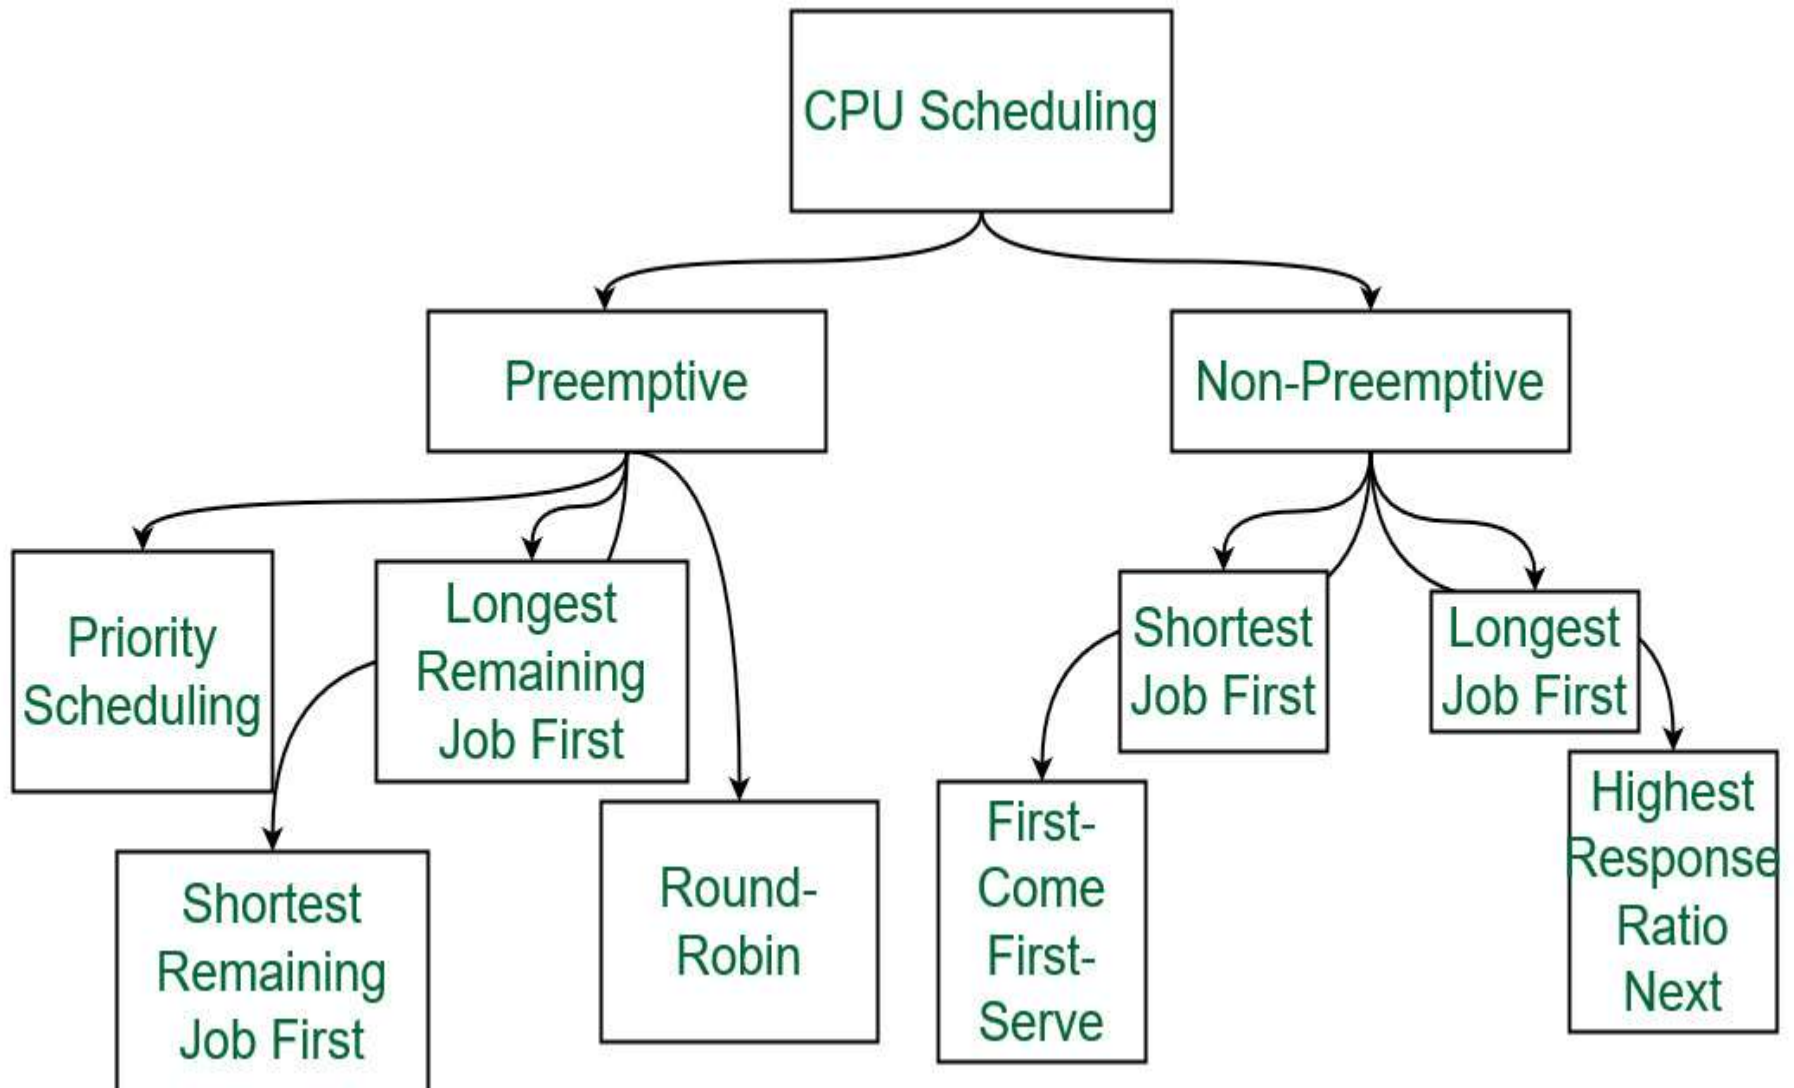 CPU Scheduling
Preemptive
Non-Preemptive
Priority
Scheduling
Longest
Remaining
Job First
Shortest
Job First
Longest
Job First
Shortest
Remaining
Job First
Round-
Robin
First-
Come
First-
Serve
Highest
Response
Ratio
Next